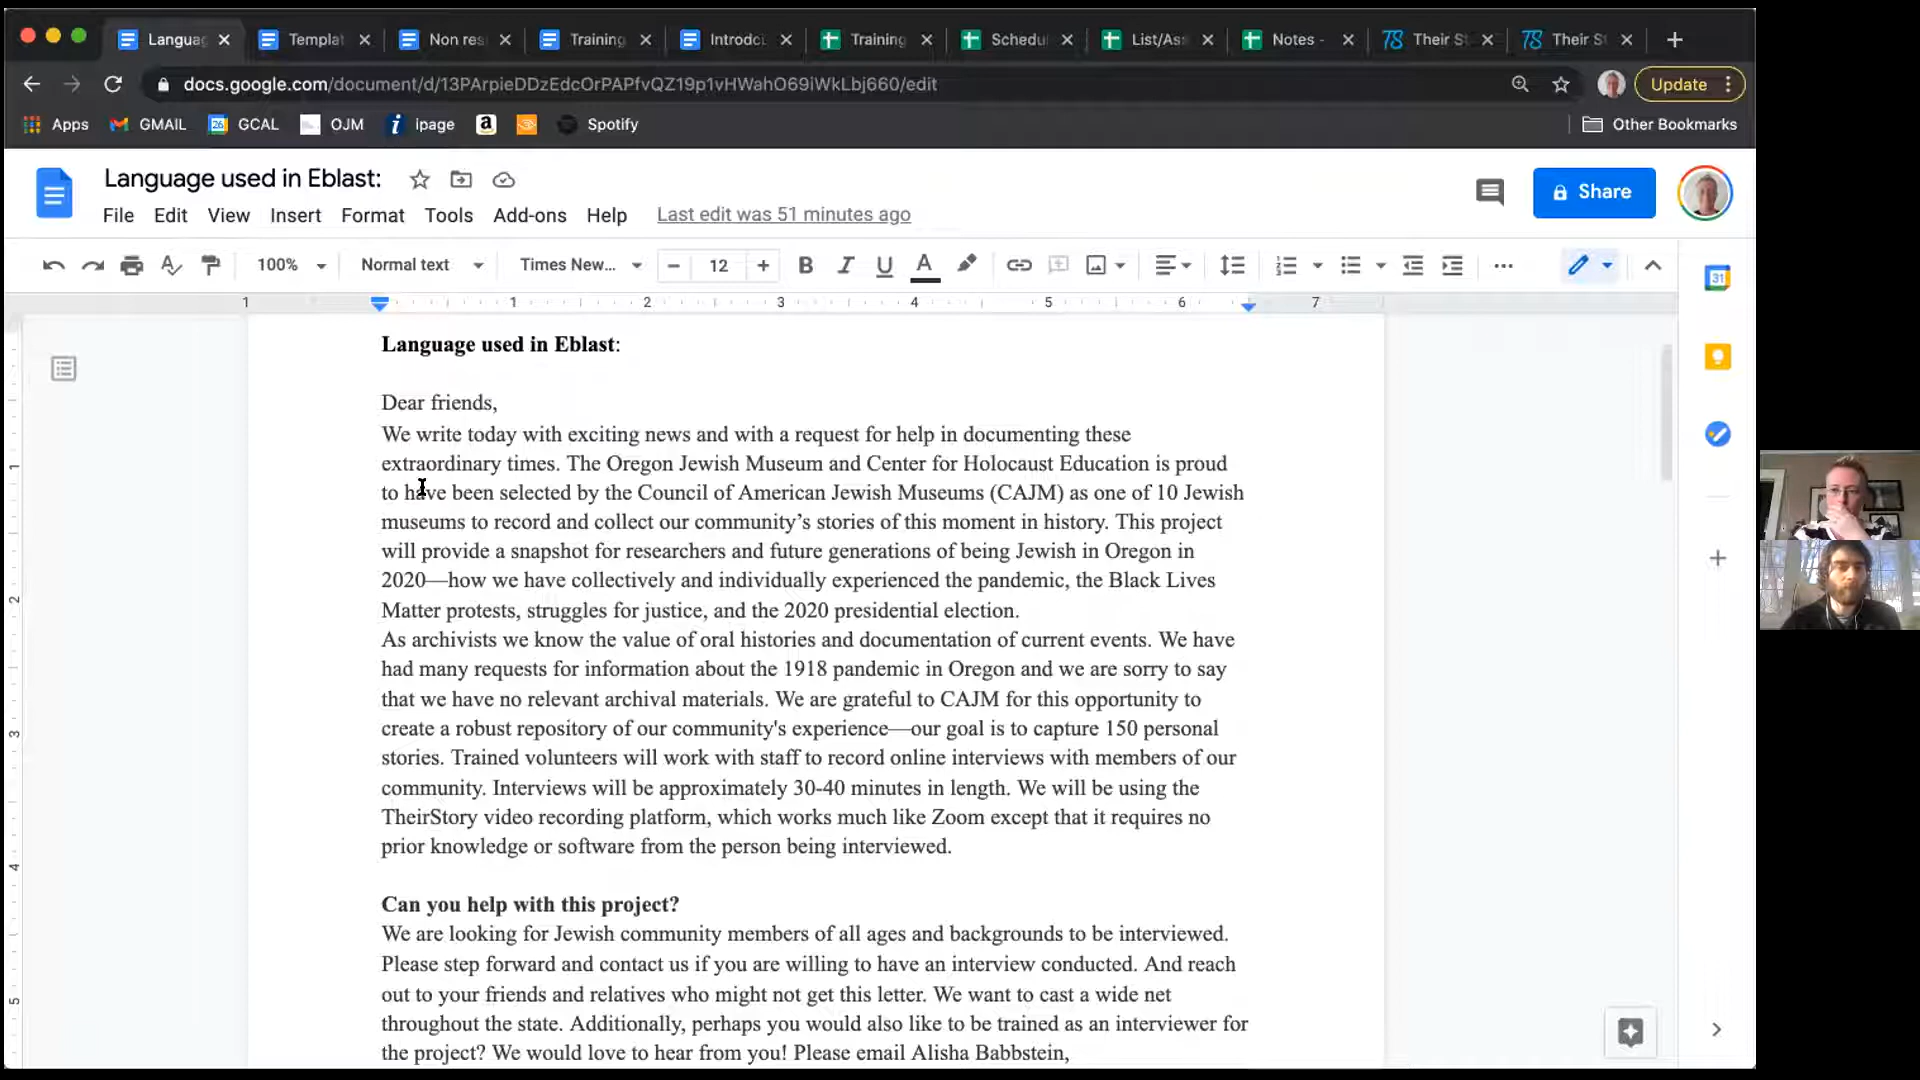 Langua
Templat
Non res
Training
Introdci
Training
Schedul
List/Ass
Notes -
Their S
Their S
docs.google.com/document/d/13PArpieDDzEdcOrPAPfvQZ19p1vHWahO69iWkLbj660/edit
Update
Apps
GMAIL
GCAL
OJM
ipage
Spotify
Other Bookmarks
Language used in Eblast:
Share
File Edit View Insert Format Tools Add-ons Help Last edit was 51 minutes ago
100% Normal text Times New... 12
1 1 2 3 4 5 6 7
Language used in Eblast:
Dear friends,
We write today with exciting news and with a request for help in documenting these
extraordinary times. The Oregon Jewish Museum and Center for Holocaust Education is proud
to have been selected by the Council of American Jewish Museums (CAJM) as one of 10 Jewish
museums to record and collect our community’s stories of this moment in history. This project
will provide a snapshot for researchers and future generations of being Jewish in Oregon in
2020—how we have collectively and individually experienced the pandemic, the Black Lives
Matter protests, struggles for justice, and the 2020 presidential election.
As archivists we know the value of oral histories and documentation of current events. We have
had many requests for information about the 1918 pandemic in Oregon and we are sorry to say
that we have no relevant archival materials. We are grateful to CAJM for this opportunity to
create a robust repository of our community's experience—our goal is to capture 150 personal
stories. Trained volunteers will work with staff to record online interviews with members of our
community. Interviews will be approximately 30-40 minutes in length. We will be using the
TheirStory video recording platform, which works much like Zoom except that it requires no
prior knowledge or software from the person being interviewed.
Can you help with this project?
We are looking for Jewish community members of all ages and backgrounds to be interviewed.
Please step forward and contact us if you are willing to have an interview conducted. And reach
out to your friends and relatives who might not get this letter. We want to cast a wide net
throughout the state. Additionally, perhaps you would also like to be trained as an interviewer for
the project? We would love to hear from you! Please email Alisha Babbstein,